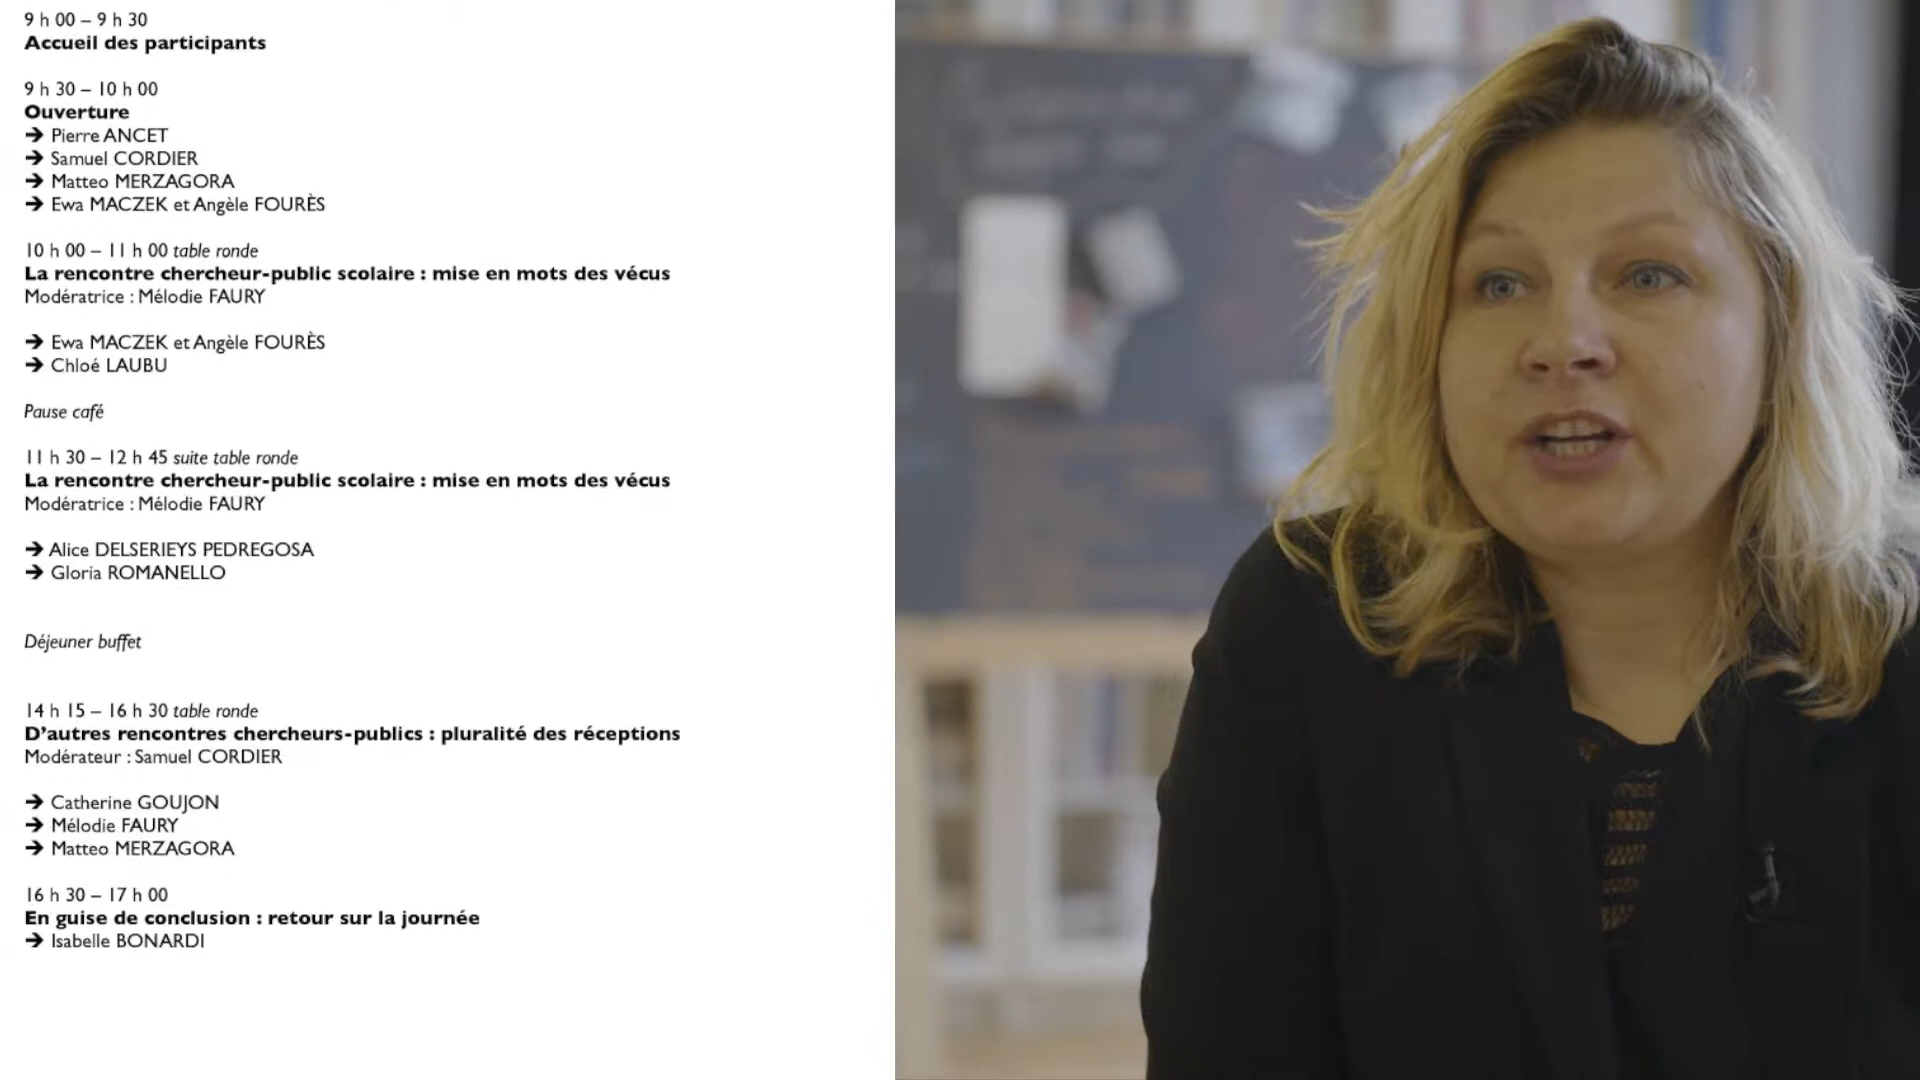 9 h 00 – 9 h 30
Accueil des participants
9 h 30 – 10 h 00
Ouverture
➔ Pierre ANCET
➔ Samuel CORDIER
➔ Matteo MERZAGORA
➔ Ewa MACZEK et Angèle FOURÈS
10 h 00 – 11 h 00 table ronde
La rencontre chercheur-public scolaire : mise en mots des vécus
Modératrice : Mélodie FAURY
➔ Ewa MACZEK et Angèle FOURÈS
➔ Chloé LAUBU
Pause café
11 h 30 – 12 h 45 suite table ronde
La rencontre chercheur-public scolaire : mise en mots des vécus
Modératrice : Mélodie FAURY
➔ Alice DELSERIEYS PEDREGOSA
➔ Gloria ROMANELLO
Déjeuner buffet
14 h 15 – 16 h 30 table ronde
D’autres rencontres chercheurs-publics : pluralité des réceptions
Modérateur : Samuel CORDIER
➔ Catherine GOUJON
➔ Mélodie FAURY
➔ Matteo MERZAGORA
16 h 30 – 17 h 00
En guise de conclusion : retour sur la journée
➔ Isabelle BONARDI